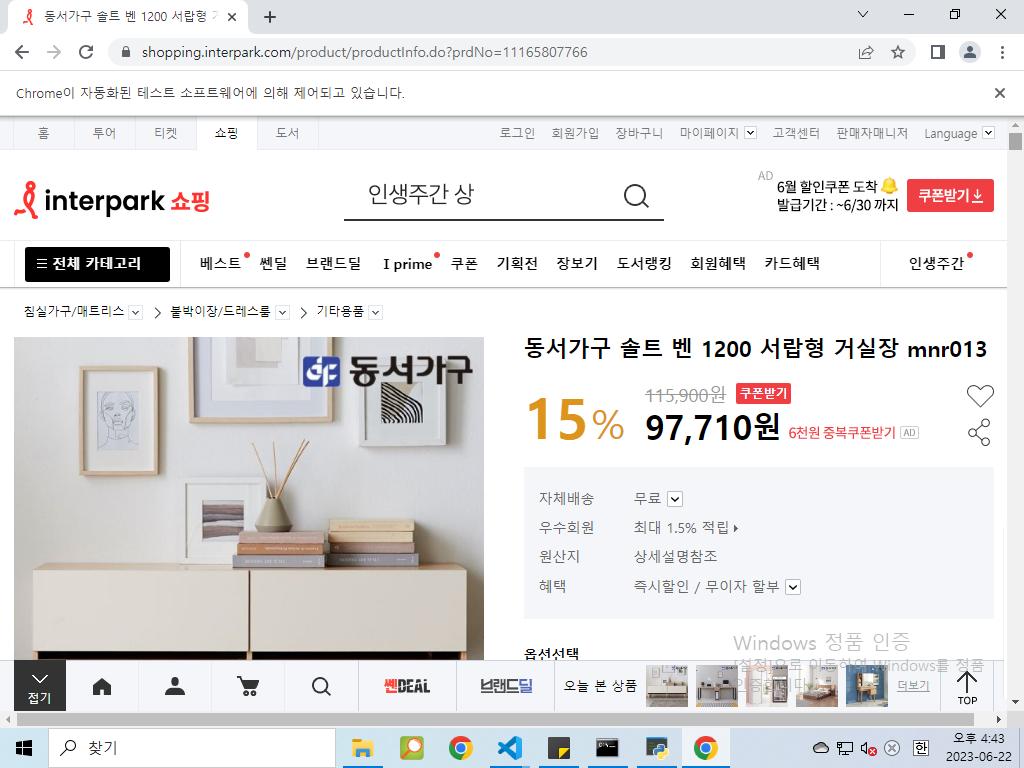 동서가구 솔트 벤 1200 서랍형 거
shopping.interpark.com/product/productInfo.do?prdNo=11165807766
Chrome이 자동화된 테스트 소프트웨어에 의해 제어되고 있습니다.
홈 투어 티켓 쇼핑 도서 로그인 회원가입 장바구니 마이페이지 고객센터 판매자매니저 Language
interpark 쇼핑
인생주간 상
AD
6월 할인쿠폰 도착
발급기간 : ~6/30 까지
쿠폰받기
전체 카테고리 베스트 쎈딜 브랜드딜 I prime 쿠폰 기획전 장보기 도서랭킹 회원혜택 카드혜택 인생주간
침실가구/매트리스 > 붙박이장/드레스룸 > 기타용품
동서가구
동서가구 솔트 벤 1200 서랍형 거실장 mnr013
15%
115,900원 쿠폰받기
97,710원 6천원 중복쿠폰받기 AD
자체배송 무료
우수회원 최대 1.5% 적립
원산지 상세설명참조
혜택 즉시할인 / 무이자 할부
옵션선택
Windows 정품 인증
[설정]으로 이동하여 Windows를 정품
인증합니다.
접기
쎈DEAL
브랜드딜
오늘 본 상품
더보기
TOP
찾기
한
오후 4:43
2023-06-22